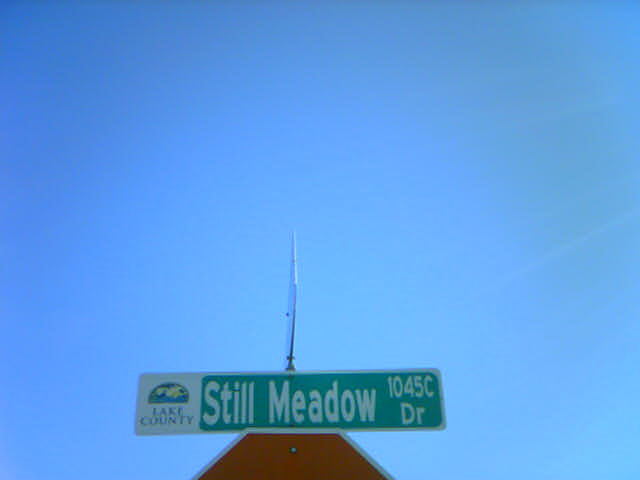 LAKE
COUNTY
Still Meadow
1045C
Dr